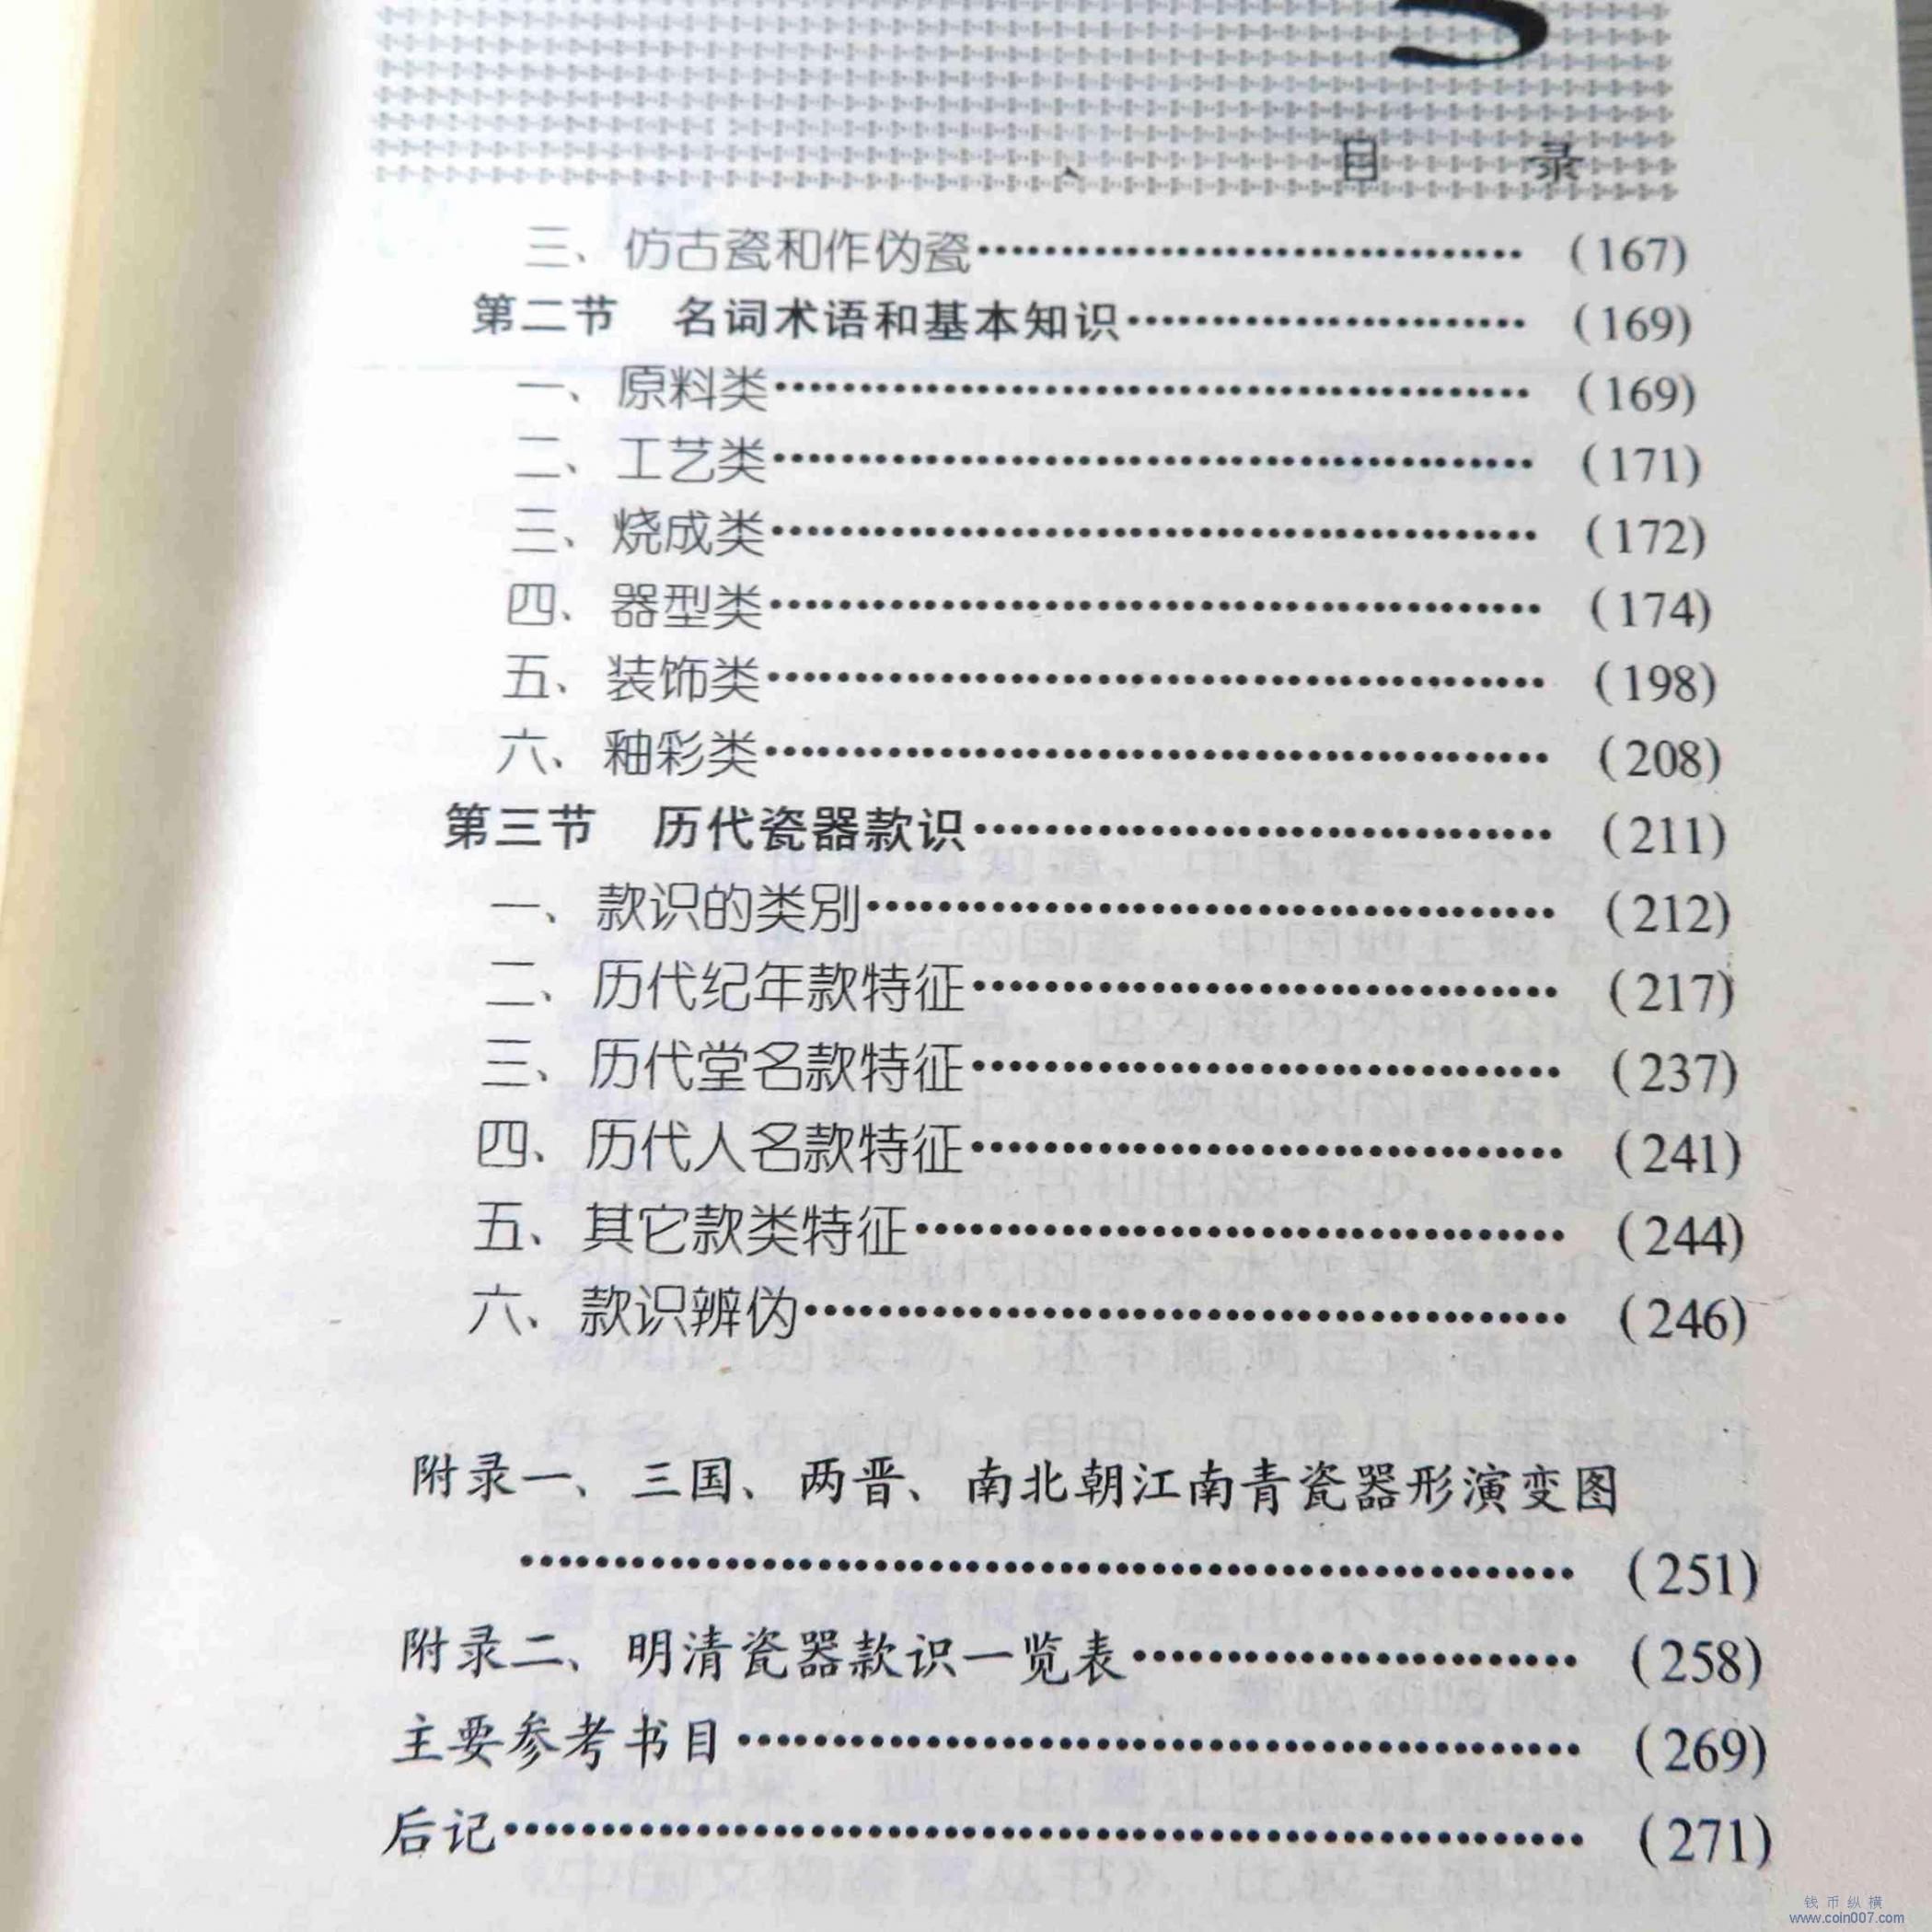 目 录
三、仿古瓷和作伪瓷……………………………(167)
第二节 名词术语和基本知识……………………(169)
一、原料类……………………………………(169)
二、工艺类……………………………………(171)
三、烧成类……………………………………(172)
四、器型类……………………………………(174)
五、装饰类……………………………………(198)
六、釉彩类……………………………………(208)
第三节 历代瓷器款识……………………………(211)
一、款识的类别………………………………(212)
二、历代纪年款特征…………………………(217)
三、历代堂名款特征…………………………(237)
四、历代人名款特征…………………………(241)
五、其它款类特征……………………………(244)
六、款识辨伪…………………………………(246)
附录一、三国、两晋、南北朝江南青瓷器形演变图
…………………………………………………(251)
附录二、明清瓷器款识一览表……………………(258)
主要参考书目………………………………………(269)
后记…………………………………………………(271)
钱币纵横
www.coin007.com